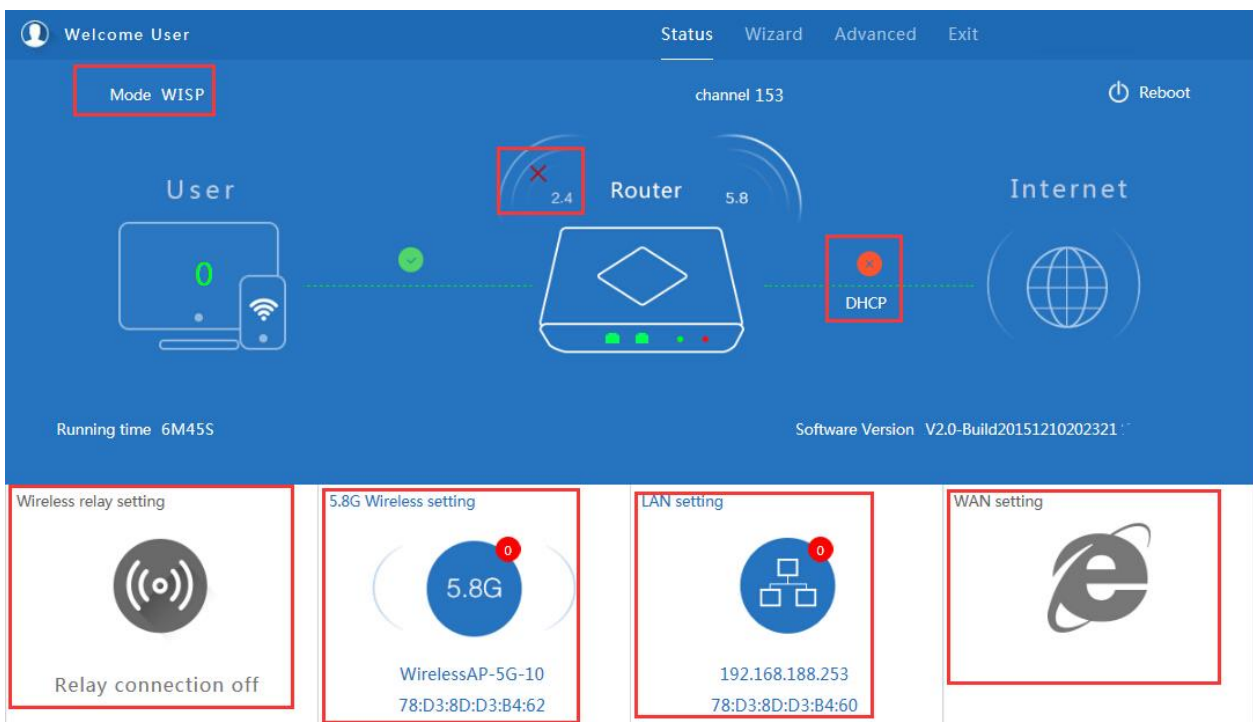 Welcome User
Status Wizard Advanced Exit
Mode WISP
channel 153
Reboot
User
2.4
Router
5.8
Internet
0
DHCP
Running time 6M45S
Software Version V2.0-Build20151210202321
Wireless relay setting
Relay connection off
5.8G Wireless setting
0
5.8G
WirelessAP-5G-10
78:D3:8D:D3:B4:62
LAN setting
0
192.168.188.253
78:D3:8D:D3:B4:60
WAN setting